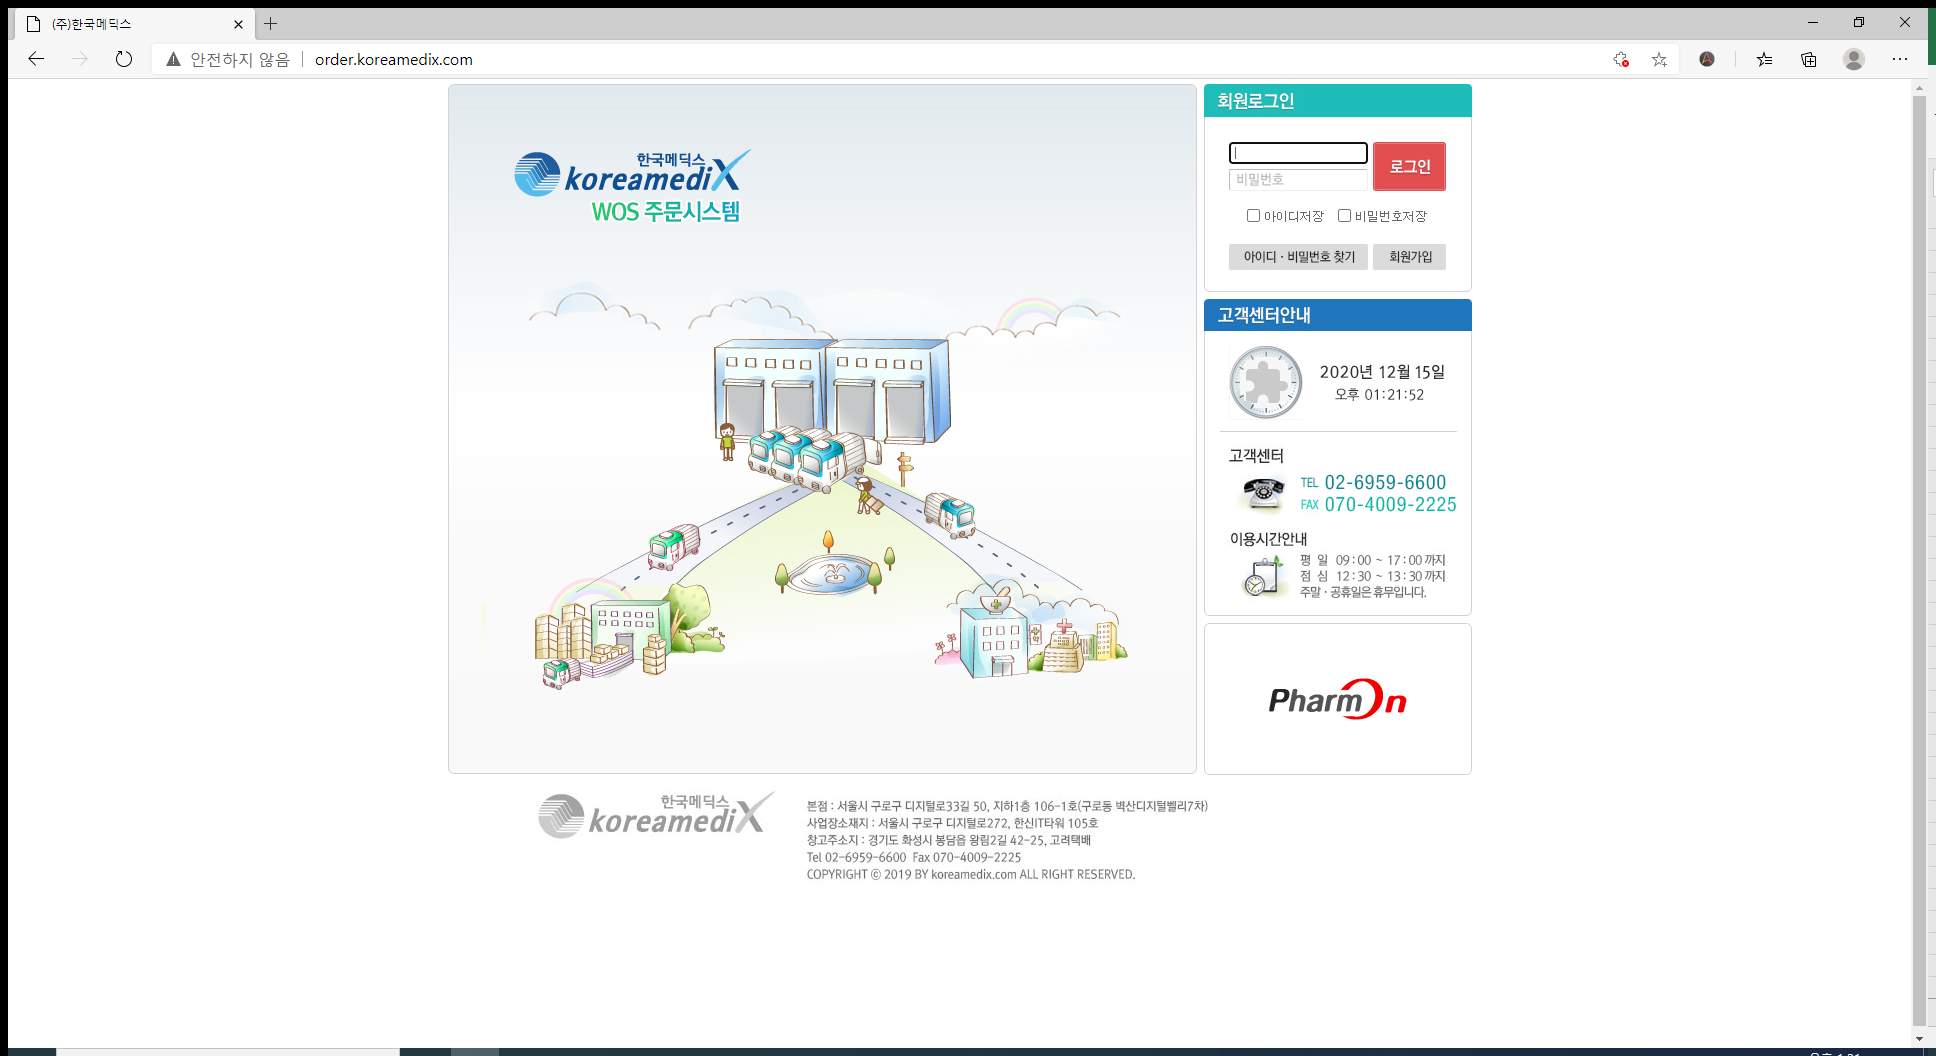 (주)한국메딕스
안전하지 않음
order.koreamedix.com
한국메딕스
koreamediX
WOS 주문시스템
회원로그인
비밀번호
로그인
아이디저장
비밀번호저장
아이디 · 비밀번호 찾기
회원가입
고객센터안내
2020년 12월 15일
오후 01:21:52
고객센터
TEL 02-6959-6600
FAX 070-4009-2225
이용시간안내
평 일 09:00 ~ 17:00 까지
점 심 12:30 ~ 13:30 까지
주말 · 공휴일은 휴무입니다.
PharmOn
한국메딕스
koreamediX
본점 : 서울시 구로구 디지털로33길 50, 지하1층 106-1호(구로동 벽산디지털밸리7차)
사업장소재지 : 서울시 구로구 디지털로272, 한신IT타워 105호
창고주소지 : 경기도 화성시 봉담읍 왕림2길 42-25, 고려택배
Tel 02-6959-6600 Fax 070-4009-2225
COPYRIGHT ⓒ 2019 BY koreamedix.com ALL RIGHT RESERVED.